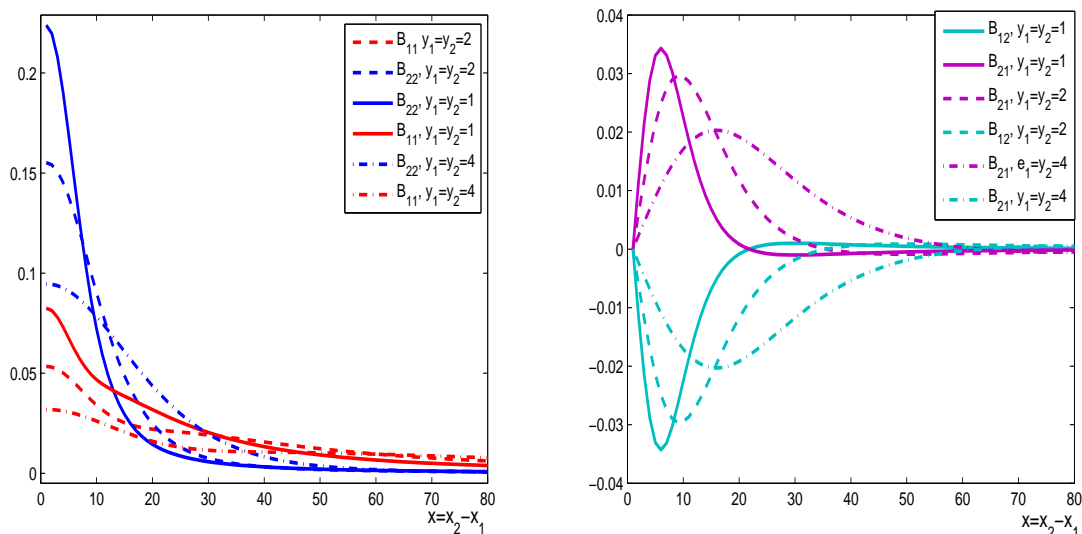 0.2
0.15
0.1
0.05
0
0 10 20 30 40 50 60 70 80
x=x2−x1
B11 y1=y2=2
B22, y1=y2=2
B22, y1=y2=1
B11, y1=y2=1
B22, y1=y2=4
B11, y1=y2=4
0.04
0.03
0.02
0.01
0
−0.01
−0.02
−0.03
−0.04
0 10 20 30 40 50 60 70 80
x=x2−x1
B12, y1=y2=1
B21, y1=y2=1
B21, y1=y2=2
B12, y1=y2=2
B21, e1=y2=4
B21, y1=y2=4